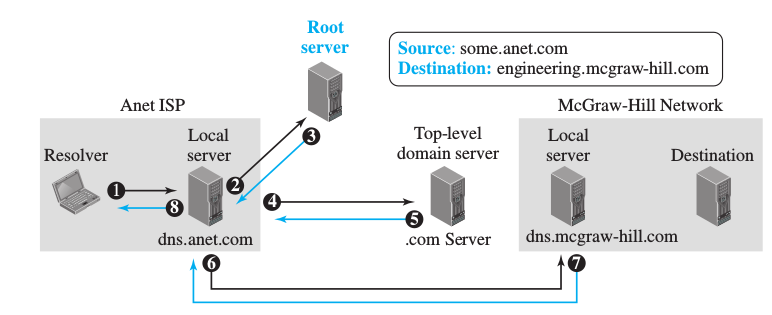 Root
server
Source: some.anet.com
Destination: engineering.mcgraw-hill.com
Anet ISP
McGraw-Hill Network
Resolver
Local
server
Top-level
domain server
Local
server
Destination
1
2
3
4
5
8
dns.anet.com
.com Server
dns.mcgraw-hill.com
6
7